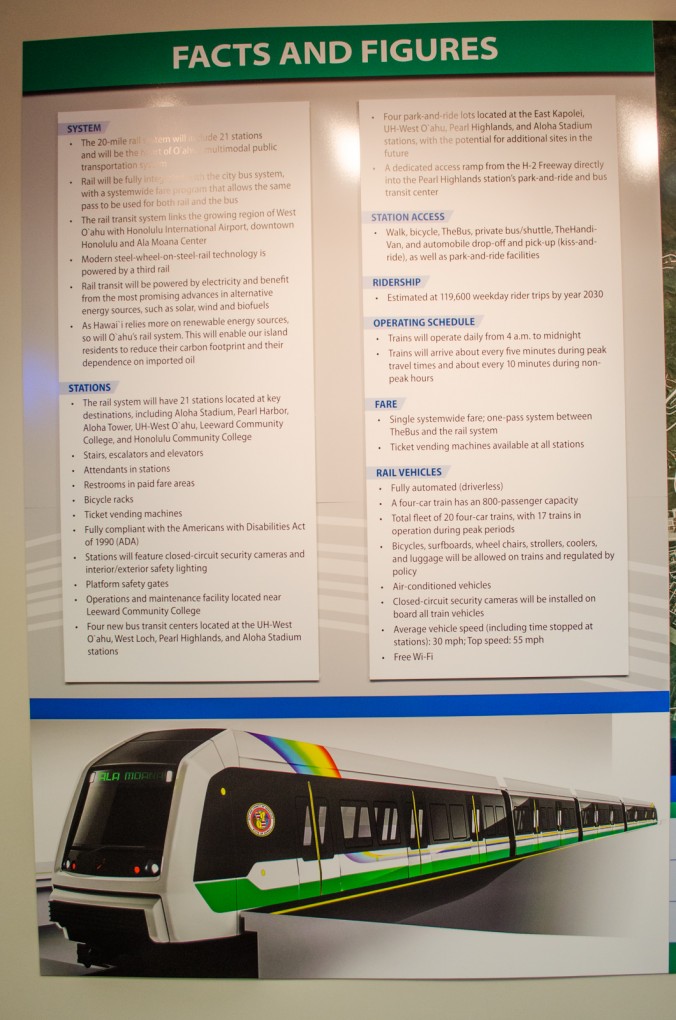 FACTS AND FIGURES
SYSTEM
• The 20-mile rail system will include 21 stations
and will be the heart of O`ahu's multimodal public
transportation system
• Rail will be fully integrated with the city bus system,
with a systemwide fare program that allows the same
pass to be used for both rail and the bus
• The rail transit system links the growing region of West
O`ahu with Honolulu International Airport, downtown
Honolulu and Ala Moana Center
• Modern steel-wheel-on-steel-rail technology is
powered by a third rail
• Rail transit will be powered by electricity and benefit
from the most promising advances in alternative
energy sources, such as solar, wind and biofuels
• As Hawai`i relies more on renewable energy sources,
so will O`ahu's rail system. This will enable our island
residents to reduce their carbon footprint and their
dependence on imported oil
STATIONS
• The rail system will have 21 stations located at key
destinations, including Aloha Stadium, Pearl Harbor,
Aloha Tower, UH-West O`ahu, Leeward Community
College, and Honolulu Community College
• Stairs, escalators and elevators
• Attendants in stations
• Restrooms in paid fare areas
• Bicycle racks
• Ticket vending machines
• Fully compliant with the Americans with Disabilities Act
of 1990 (ADA)
• Stations will feature closed-circuit security cameras and
interior/exterior safety lighting
• Platform safety gates
• Operations and maintenance facility located near
Leeward Community College
• Four new bus transit centers located at the UH-West
O`ahu, West Loch, Pearl Highlands, and Aloha Stadium
stations
• Four park-and-ride lots located at the East Kapolei,
UH-West O`ahu, Pearl Highlands, and Aloha Stadium
stations, with the potential for additional sites in the
future
• A dedicated access ramp from the H-2 Freeway directly
into the Pearl Highlands station's park-and-ride and bus
transit center
STATION ACCESS
• Walk, bicycle, TheBus, private bus/shuttle, TheHandi-
Van, and automobile drop-off and pick-up (kiss-and-
ride), as well as park-and-ride facilities
RIDERSHIP
• Estimated at 119,600 weekday rider trips by year 2030
OPERATING SCHEDULE
• Trains will operate daily from 4 a.m. to midnight
• Trains will arrive about every five minutes during peak
travel times and about every 10 minutes during non-
peak hours
FARE
• Single systemwide fare; one-pass system between
TheBus and the rail system
• Ticket vending machines available at all stations
RAIL VEHICLES
• Fully automated (driverless)
• A four-car train has an 800-passenger capacity
• Total fleet of 20 four-car trains, with 17 trains in
operation during peak periods
• Bicycles, surfboards, wheel chairs, strollers, coolers,
and luggage will be allowed on trains and regulated by
policy
• Air-conditioned vehicles
• Closed-circuit security cameras will be installed on
board all train vehicles
• Average vehicle speed (including time stopped at
stations): 30 mph; Top speed: 55 mph
• Free Wi-Fi
ALA MOANA